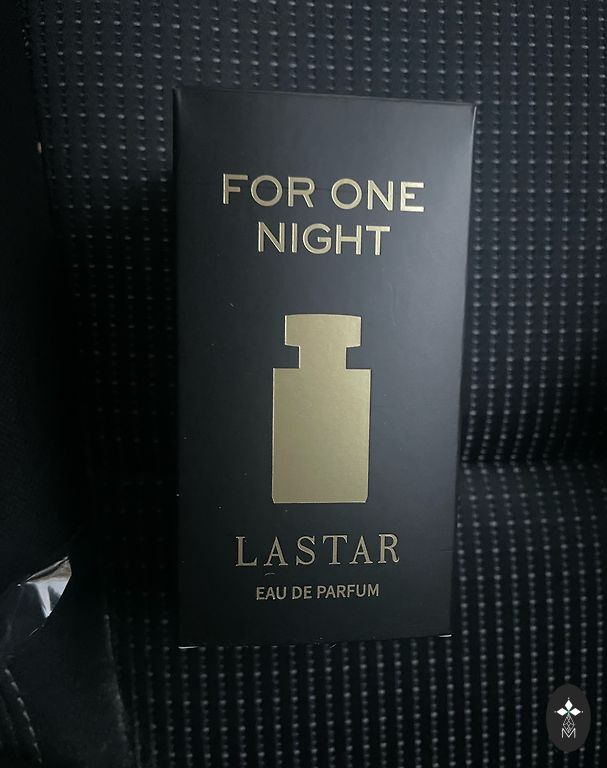 FOR ONE
NIGHT
LASTAR
EAU DE PARFUM
M